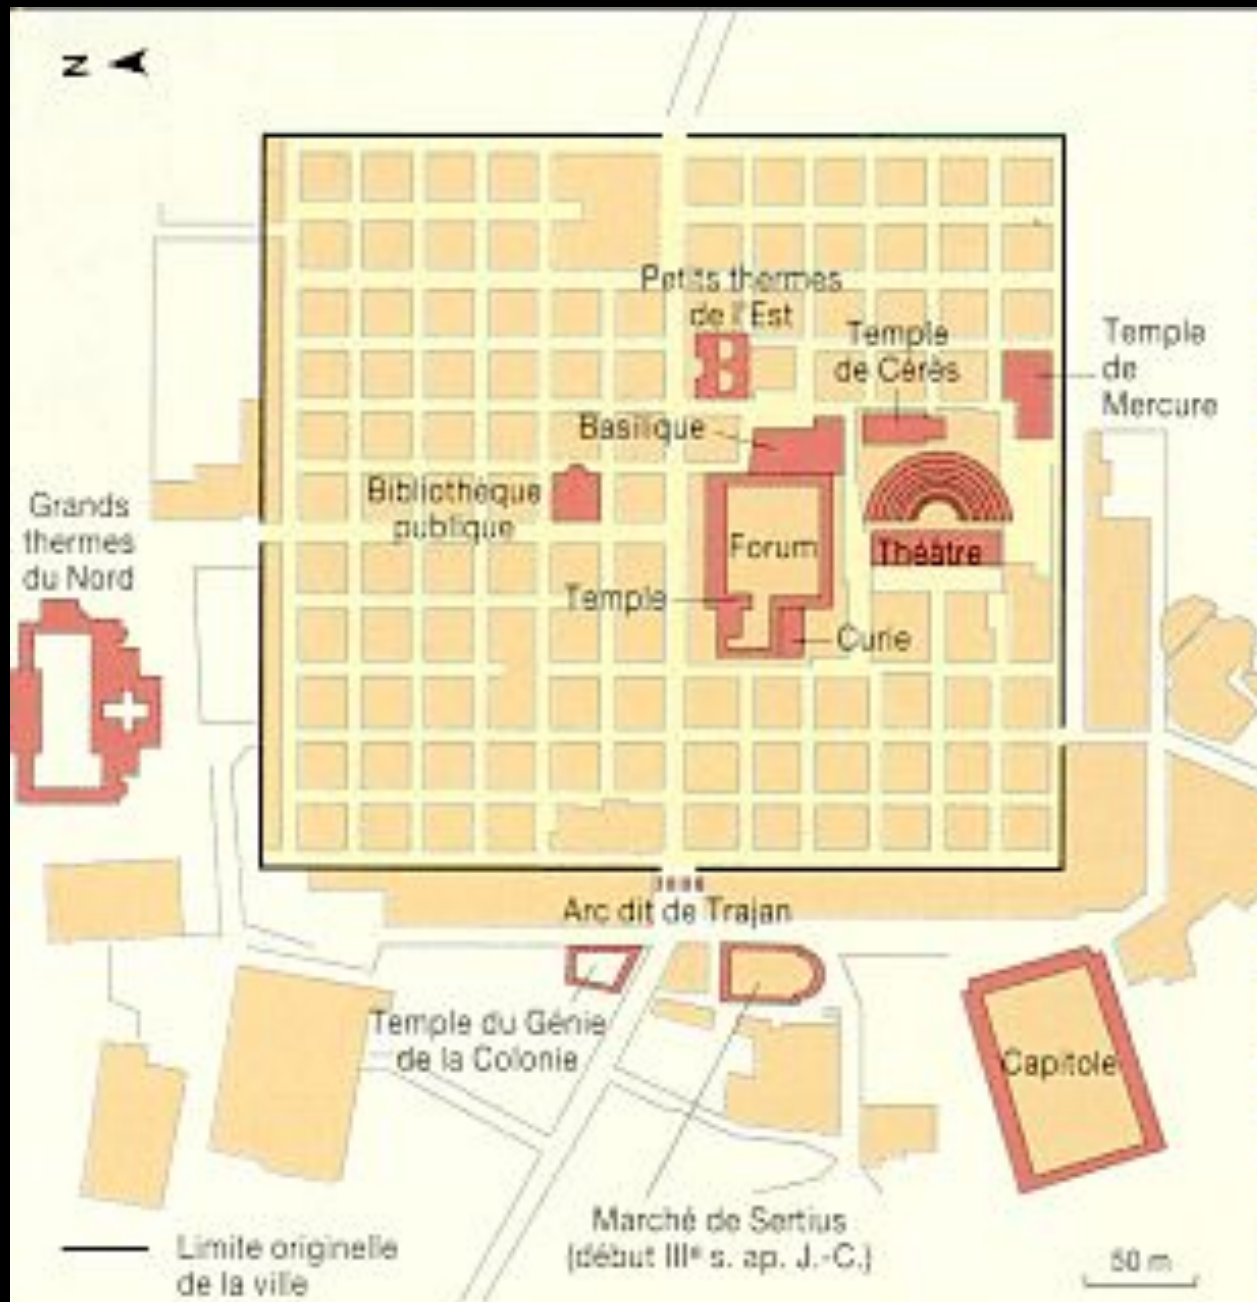 N
Petits thermes
de l'Est
Temple
de Cérès
Temple
de
Mercure
Basilique
Bibliothèque
publique
Grands
thermes
du Nord
Forum
Théâtre
Temple
Curie
Arc dit de Trajan
Temple du Génie
de la Colonie
Capitole
Marché de Sertius
(début IIIe s. ap. J.-C.)
Limite originelle
de la ville
50 m